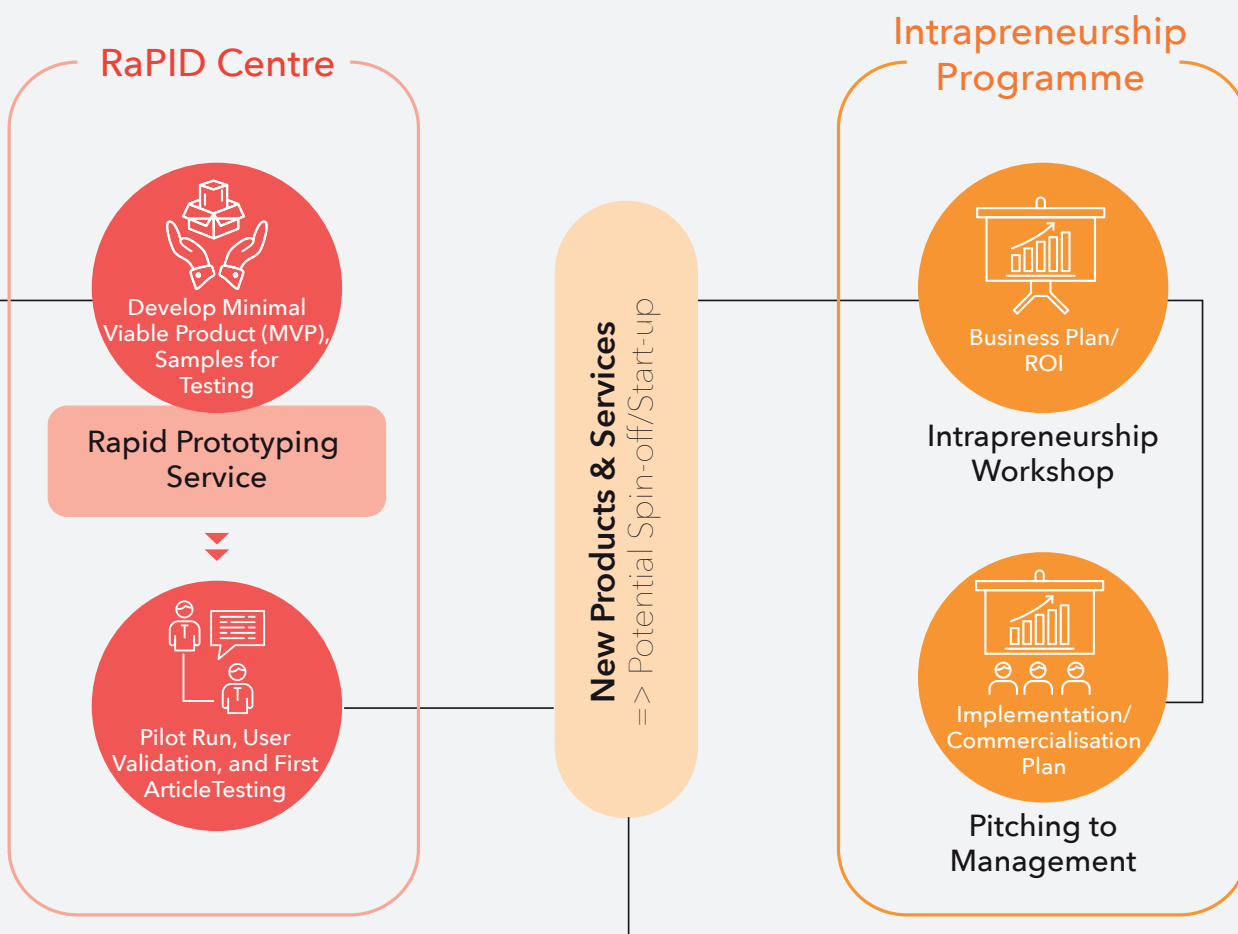 RaPID Centre
Develop Minimal
Viable Product (MVP),
Samples for
Testing
Rapid Prototyping
Service
Pilot Run, User
Validation, and First
ArticleTesting
New Products & Services
=> Potential Spin-off/Start-up
Intrapreneurship
Programme
Business Plan/
ROI
Intrapreneurship
Workshop
Implementation/
Commercialisation
Plan
Pitching to
Management